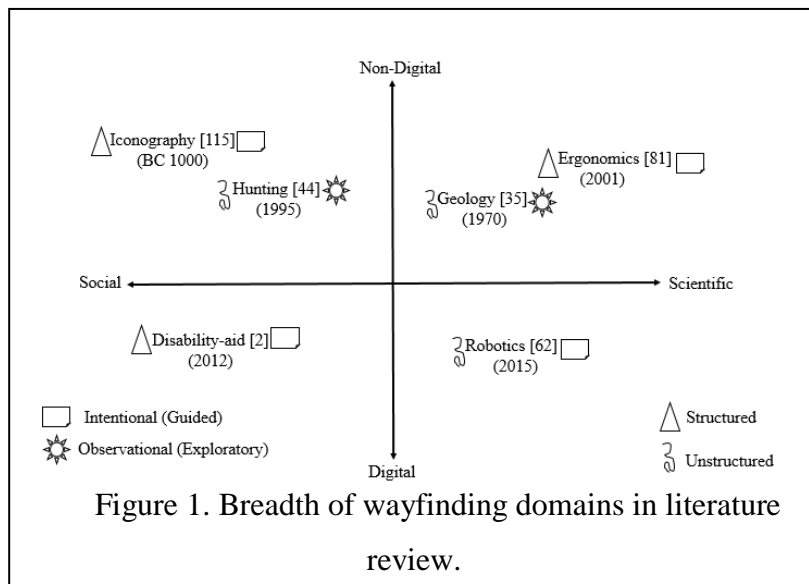 Non-Digital
Iconography [115]
(BC 1000)
Hunting [44]
(1995)
Ergonomics [81]
(2001)
Geology [35]
(1970)
Social
Scientific
Disability-aid [2]
(2012)
Robotics [62]
(2015)
Intentional (Guided)
Observational (Exploratory)
Structured
Unstructured
Digital
Figure 1. Breadth of wayfinding domains in literature
review.